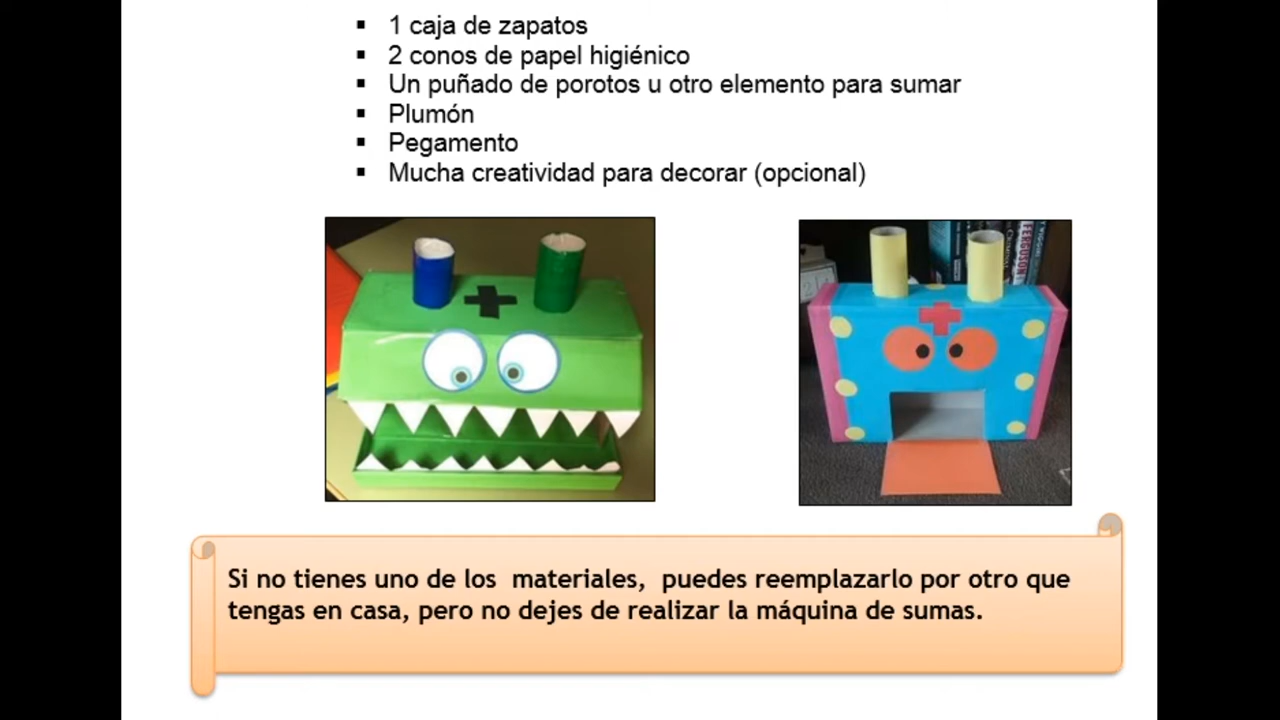 ▪ 1 caja de zapatos
▪ 2 conos de papel higiénico
▪ Un puñado de porotos u otro elemento para sumar
▪ Plumón
▪ Pegamento
▪ Mucha creatividad para decorar (opcional)
FERGUSON
Si no tienes uno de los materiales, puedes reemplazarlo por otro que
tengas en casa, pero no dejes de realizar la máquina de sumas.